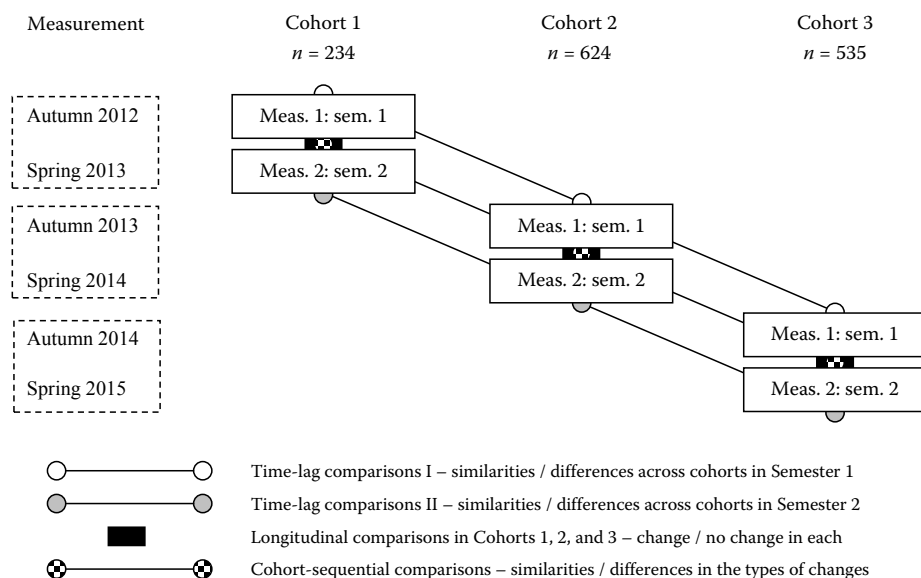 Measurement Cohort 1 Cohort 2 Cohort 3
n = 234 n = 624 n = 535
Autumn 2012 Meas. 1: sem. 1
Spring 2013 Meas. 2: sem. 2
Autumn 2013 Meas. 1: sem. 1
Spring 2014 Meas. 2: sem. 2
Autumn 2014 Meas. 1: sem. 1
Spring 2015 Meas. 2: sem. 2
Time-lag comparisons I – similarities / differences across cohorts in Semester 1
Time-lag comparisons II – similarities / differences across cohorts in Semester 2
Longitudinal comparisons in Cohorts 1, 2, and 3 – change / no change in each
Cohort-sequential comparisons – similarities / differences in the types of changes